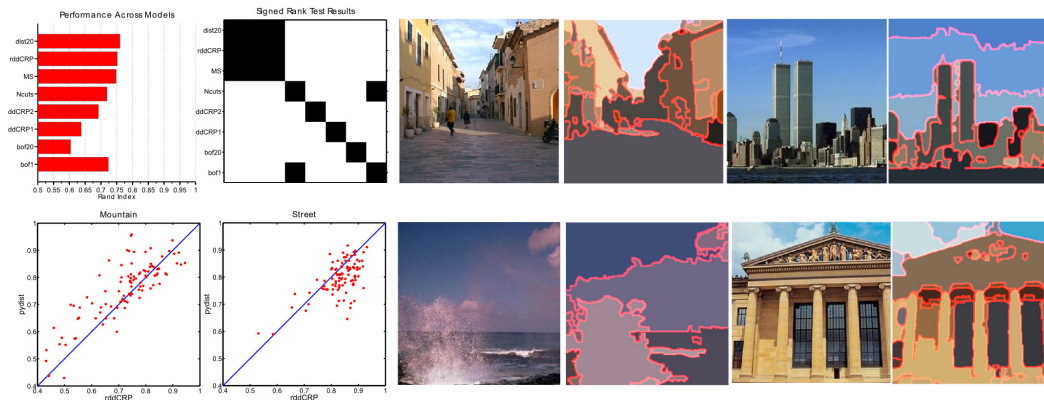 Performance Across Models
dist20
rddCRP
MS
Ncuts
ddCRP2
ddCRP1
bof20
bof1
0.5 0.55 0.6 0.65 0.7 0.75 0.8 0.85 0.9 0.95 1
Rand Index
Signed Rank Test Results
dist20
rddCRP
MS
Ncuts
ddCRP2
ddCRP1
bof20
bof1
Mountain
1
0.9
0.8
0.7
0.6
0.5
0.4
pydist
0.4 0.5 0.6 0.7 0.8 0.9 1
rddCRP
Street
1
0.9
0.8
0.7
0.6
0.5
0.4
pydist
0.4 0.5 0.6 0.7 0.8 0.9 1
rddCRP